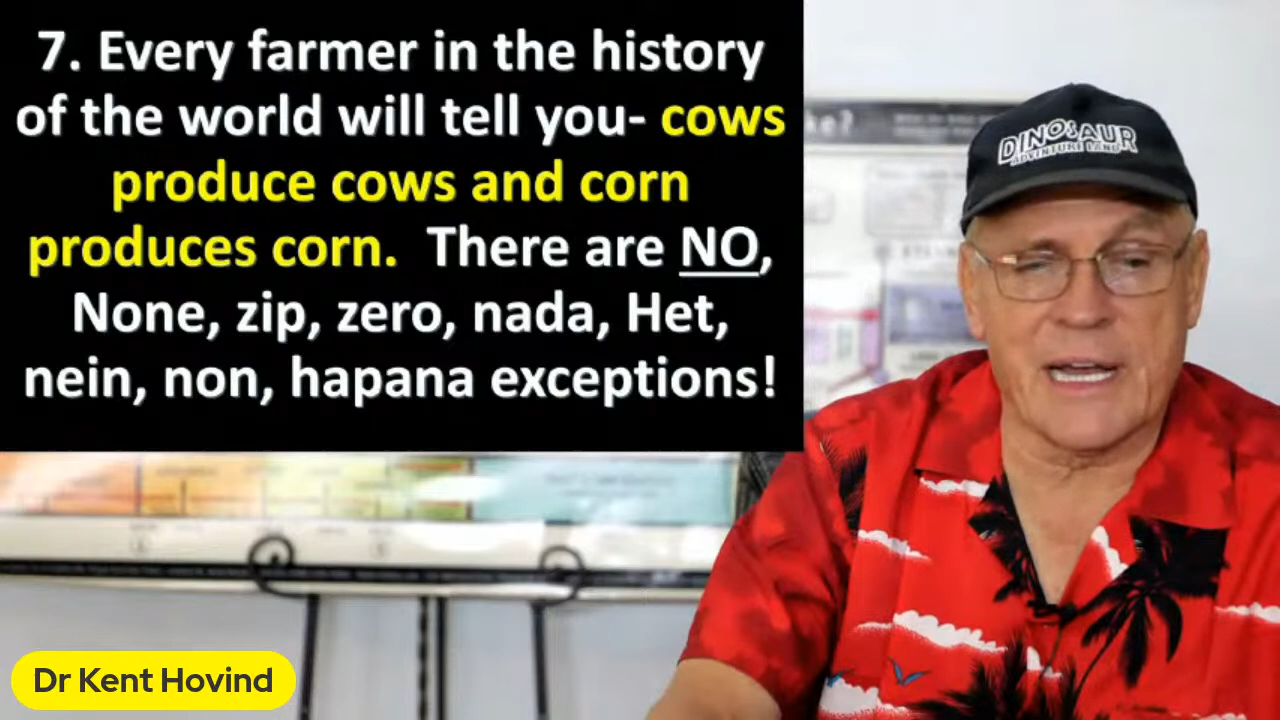 7. Every farmer in the history
of the world will tell you- cows
produce cows and corn
produces corn. There are NO,
None, zip, zero, nada, Het,
nein, non, hapana exceptions!
ke?
DINOSAUR
ADVENTURE LAND
Dr Kent Hovind